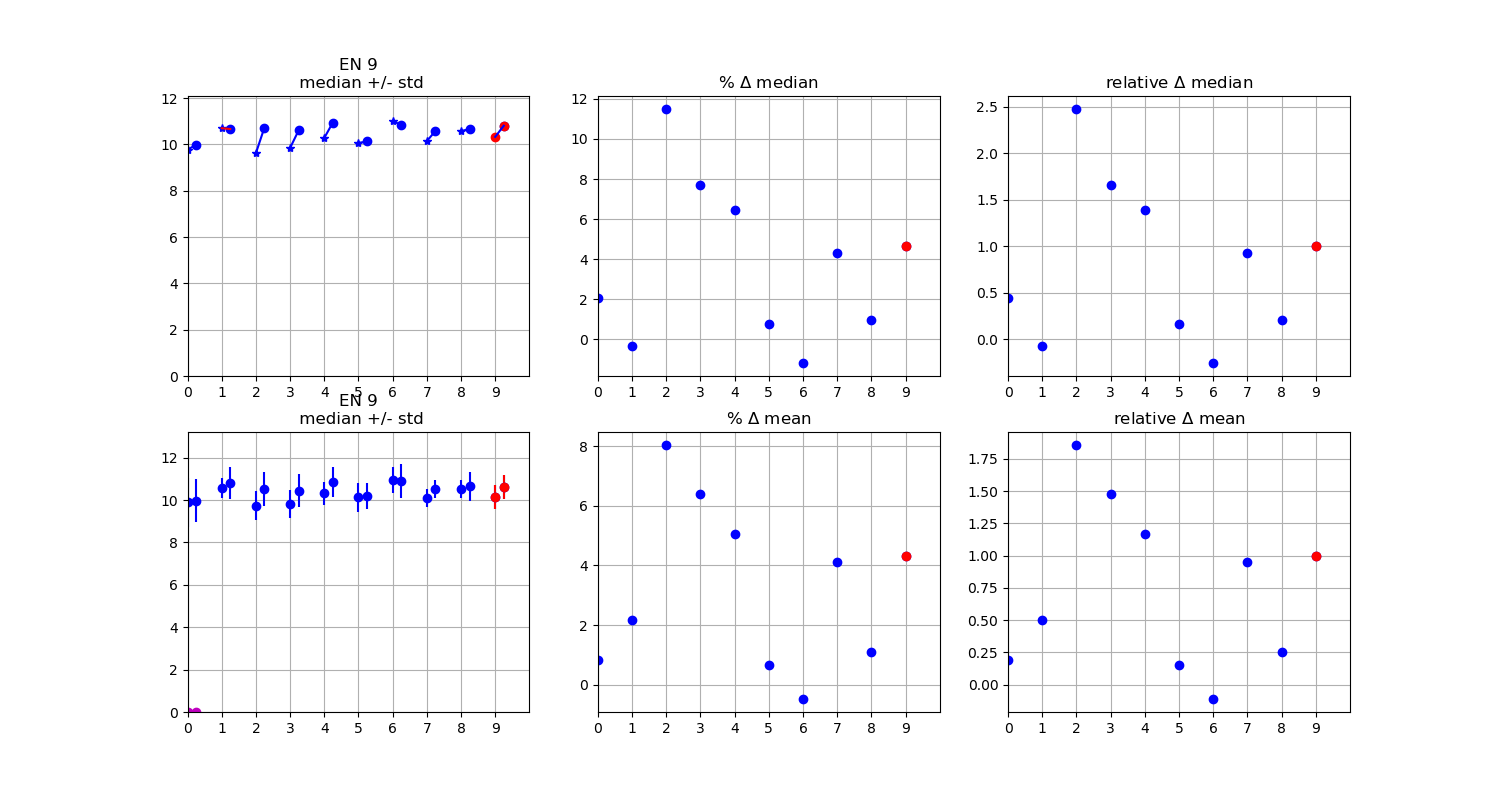 EN 9
median +/- std
12
10
8
6
4
2
0
0 1 2 3 4 5 6 7 8 9
% Δ median
12
10
8
6
4
2
0
0 1 2 3 4 5 6 7 8 9
relative Δ median
2.5
2.0
1.5
1.0
0.5
0.0
0 1 2 3 4 5 6 7 8 9
EN 9
median +/- std
12
10
8
6
4
2
0
0 1 2 3 4 5 6 7 8 9
% Δ mean
8
6
4
2
0
0 1 2 3 4 5 6 7 8 9
relative Δ mean
1.75
1.50
1.25
1.00
0.75
0.50
0.25
0.00
0 1 2 3 4 5 6 7 8 9